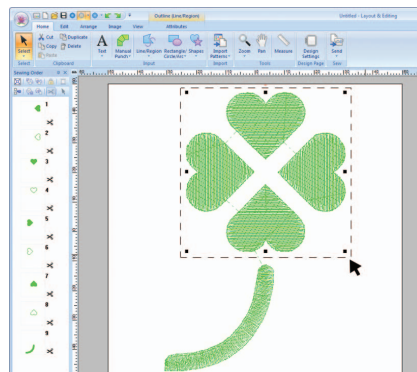 Outline (Line/Region)
Untitled - Layout & Editing
Home Edit Arrange Image View Attributes
Select
Cut Duplicate
Copy Delete
Paste
Text
Manual Punch
Line/Region
Rectangle/ Circle/Arc
Shapes
Import Patterns
Zoom
Pan
Measure
Design Settings
Send
Select Clipboard Input Import Tools Design Page Sew
Sewing Order
1
2
3
4
5
6
7
8
9